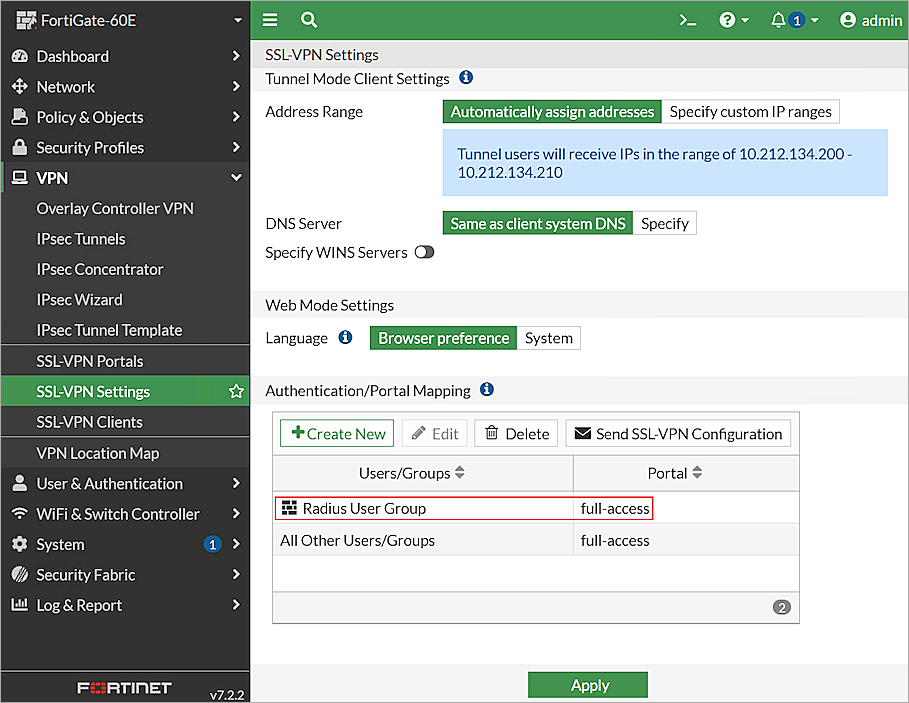 FortiGate-60E
Dashboard
Network
Policy & Objects
Security Profiles
VPN
Overlay Controller VPN
IPsec Tunnels
IPsec Concentrator
IPsec Wizard
IPsec Tunnel Template
SSL-VPN Portals
SSL-VPN Settings
SSL-VPN Clients
VPN Location Map
User & Authentication
WiFi & Switch Controller
System 1
Security Fabric
Log & Report
FORTINET v7.2.2
>_ ? 1 admin
SSL-VPN Settings
Tunnel Mode Client Settings
Address Range Automatically assign addresses Specify custom IP ranges
Tunnel users will receive IPs in the range of 10.212.134.200 -
10.212.134.210
DNS Server Same as client system DNS Specify
Specify WINS Servers
Web Mode Settings
Language Browser preference System
Authentication/Portal Mapping
+Create New Edit Delete Send SSL-VPN Configuration
Users/Groups Portal
Radius User Group full-access
All Other Users/Groups full-access
2
Apply